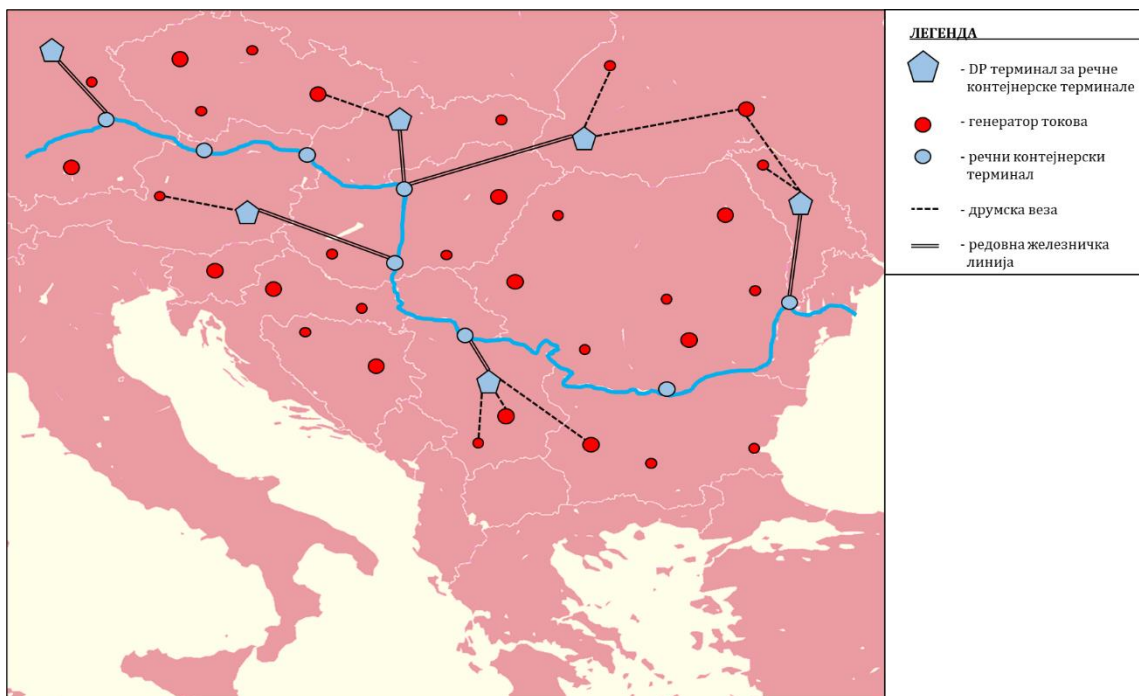 ЛЕГЕНДА
- DP терминал за речне
контејнерске терминале
- генератор токова
- речни контејнерски
терминал
- друмска веза
- редовна железничка
линија